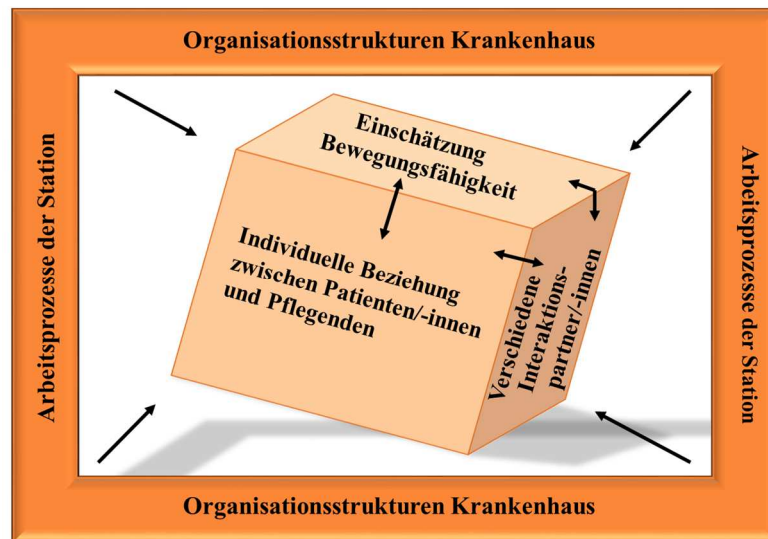 Organisationsstrukturen Krankenhaus
Arbeitsprozesse der Station
Einschätzung
Bewegungsfähigkeit
Individuelle Beziehung
zwischen Patienten/-innen
und Pflegenden
Verschiedene
Interaktions-
partner/-innen
Arbeitsprozesse der Station
Organisationsstrukturen Krankenhaus